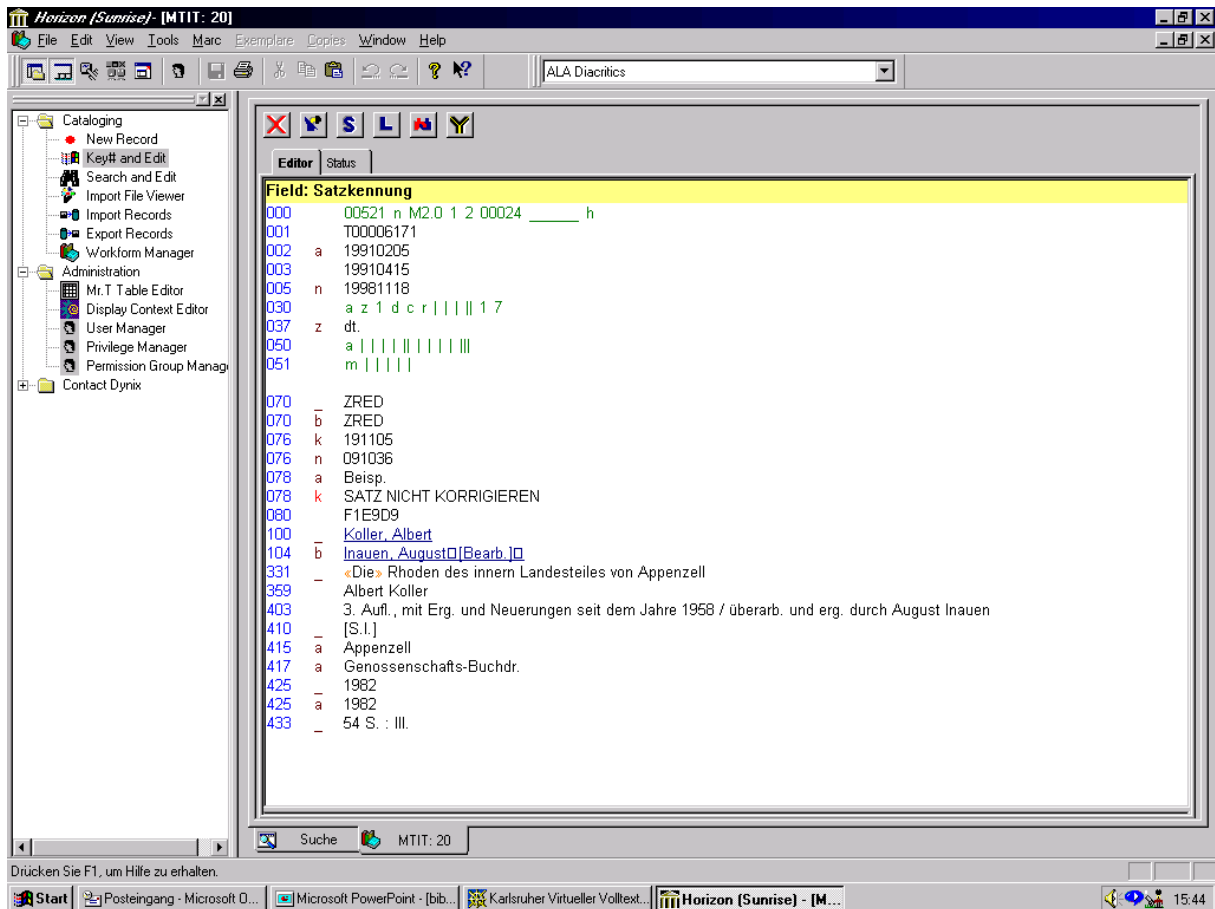 Horizon (Sunrise)- [MTIT: 20]
File Edit View Tools Marc Exemplare Copies Window Help
ALA Diacritics
Cataloging
New Record
Key# and Edit
Search and Edit
Import File Viewer
Import Records
Export Records
Workform Manager
Administration
Mr.T Table Editor
Display Context Editor
User Manager
Privilege Manager
Permission Group Manag
Contact Dynix
S L Y
Editor Status
Field: Satzkennung
000 00521 n M2.0 1 2 00024 ______ h
001 T00006171
002 a 19910205
003 19910415
005 n 19981118
030 a z 1 d c r | | | || 1 7
037 z dt.
050 a | | | | || | | | | |||
051 m | | | | |
070 _ ZRED
070 b ZRED
076 k 191105
076 n 091036
078 a Beisp.
078 k SATZ NICHT KORRIGIEREN
080 F1E9D9
100 _ Koller, Albert
104 b Inauen, August□[Bearb.]□
331 _ «Die» Rhoden des innern Landesteiles von Appenzell
359 Albert Koller
403 3. Aufl., mit Erg. und Neuerungen seit dem Jahre 1958 / überarb. und erg. durch August Inauen
410 _ [S.l.]
415 a Appenzell
417 a Genossenschafts-Buchdr.
425 _ 1982
425 a 1982
433 _ 54 S. : Ill.
Suche MTIT: 20
Drücken Sie F1, um Hilfe zu erhalten.
Start Posteingang - Microsoft O... Microsoft PowerPoint - [bib... Karlsruher Virtueller Volltext... Horizon (Sunrise) - [M... 15:44